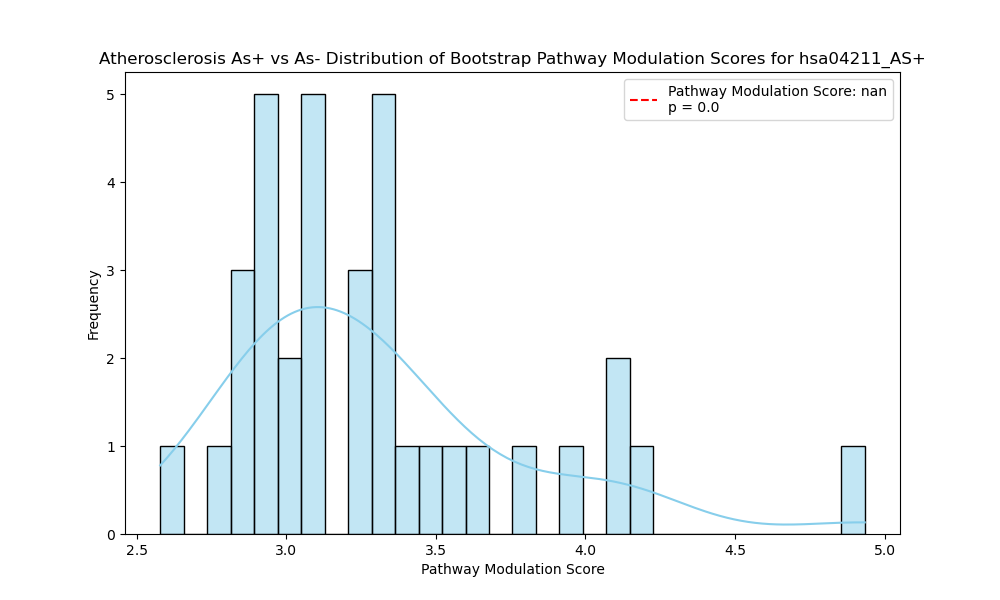 Atherosclerosis As+ vs As- Distribution of Bootstrap Pathway Modulation Scores for hsa04211_AS+
Pathway Modulation Score: nan
p = 0.0
Frequency
5
4
3
2
1
0
2.5 3.0 3.5 4.0 4.5 5.0
Pathway Modulation Score